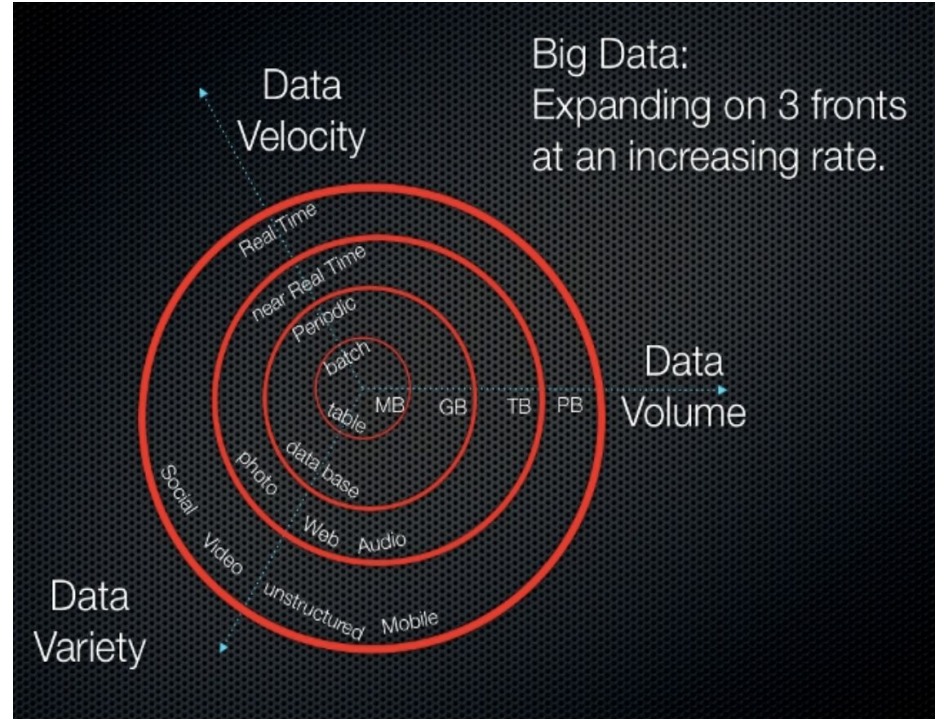 Big Data:
Expanding on 3 fronts
at an increasing rate.
Data
Velocity
Real Time
near Real Time
Periodic
batch
table
MB GB TB PB
Data
Volume
data base
photo
Web Audio
Social
Video
unstructured Mobile
Data
Variety